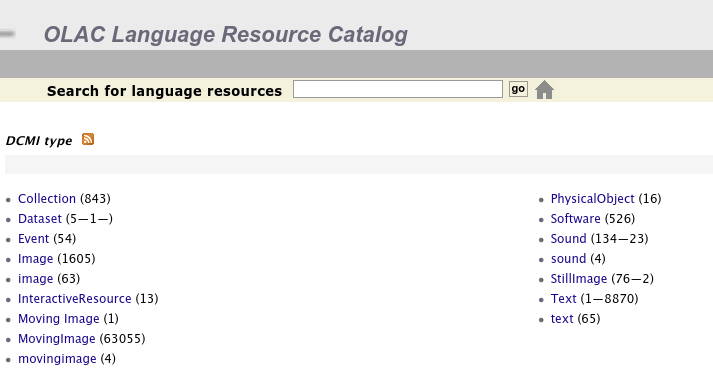 OLAC Language Resource Catalog
Search for language resources go
DCMI type
Collection (843)
Dataset (5—1—)
Event (54)
Image (1605)
image (63)
InteractiveResource (13)
Moving Image (1)
MovingImage (63055)
movingimage (4)
PhysicalObject (16)
Software (526)
Sound (134—23)
sound (4)
StillImage (76—2)
Text (1—8870)
text (65)